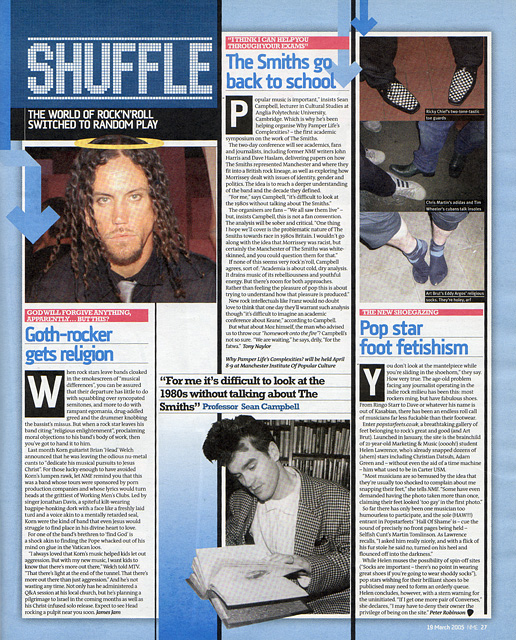 SHUFFLE
THE WORLD OF ROCK'N'ROLL
SWITCHED TO RANDOM PLAY
GOD WILL FORGIVE ANYTHING,
APPARENTLY... BUT THIS?
Goth-rocker
gets religion
When rock stars leave bands cloaked
in the smokescreen of "musical
differences", you can be assured
that their departure has little to do
with squabbling over syncopated
semitones, and more to do with
rampant egomania, drug-addled
greed and the drummer knobbing
the bassist's missus. But when a rock star leaves his
band citing "religious enlightenment", proclaiming
moral objections to his band's body of work, then
you've got to hand it to him.
Last month Korn guitarist Brian 'Head' Welch
announced that he was leaving the odious nu-metal
cunts to "dedicate his musical pursuits to Jesus
Christ". For those lucky enough to have avoided
Korn's lumpen rawk, let NME remind you that this
was a band whose tours were sponsored by porn
production companies and whose lyrics would turn
heads at the grittiest of Working Men's Clubs. Led by
singer Jonathan Davis, a spiteful kilt-wearing
bagpipe-honking dork with a face like a freshly laid
turd and a voice akin to a mentally retarded seal,
Korn were the kind of band that even Jesus would
struggle to find place in his divine heart to love.
For one of the band's brethren to 'find God' is
a shock akin to finding the Pope whacked out of his
mind on glue in the Vatican loos.
"I always loved that Korn's music helped kids let out
aggression. But with my new music, I want kids to
know that there's more out there," Welch told MTV.
"That there's light at the end of the tunnel. That there's
more out there than just aggression." And he's not
wasting any time. Not only has he administered a
Q&A session at his local church, but he's planning a
pilgrimage to Israel in the coming months as well as
his Christ-infused solo release. Expect to see Head
rocking a pulpit near you soon. James Jam
"I THINK I CAN HELP YOU
THROUGH YOUR EXAMS"
The Smiths go
back to school
Popular music is important," insists Sean
Campbell, lecturer in Cultural Studies at
Anglia Polytechnic University,
Cambridge. Which is why he's been
helping organise Why Pamper Life's
Complexities? – the first academic
symposium on the work of The Smiths.
The two-day conference will see academics, fans
and journalists, including former NME writers John
Harris and Dave Haslam, delivering papers on how
The Smiths represented Manchester and where they
fit into a British rock lineage, as well as exploring how
Morrissey dealt with issues of identity, gender and
politics. The idea is to reach a deeper understanding
of the band and the decade they defined.
"For me," says Campbell, "it's difficult to look at
the 1980s without talking about The Smiths."
The organisers are fans – "We all saw them live" –
but, insists Campbell, this is not a fan convention.
The analysis will be sober and critical. "One thing
I hope we'll cover is the problematic nature of The
Smiths towards race in 1980s Britain. I wouldn't go
along with the idea that Morrissey was racist, but
certainly the Manchester of The Smiths was white-
skinned, and you could question them for that."
If none of this seems very rock'n'roll, Campbell
agrees, sort of. "Academia is about cold, dry analysis.
It drains music of its rebelliousness and youthful
energy. But there's room for both approaches.
Rather than feeling the pleasure of pop this is about
trying to understand how that pleasure is produced."
New rock intellectuals like Franz would no doubt
love to think that one day they'll warrant such analysis
though "it's difficult to imagine an academic
conference about Keane," according to Campbell.
But what about Moz himself, the man who advised
us to throw our "homework onto the fire"? Campbell's
not so sure. "We are waiting," he says, drily, "for the
fates." Tony Naylor
Why Pamper Life's Complexities? will be held April
8-9 at Manchester Institute Of Popular Culture
"For me it's difficult to look at the
1980s without talking about The
Smiths" Professor Sean Campbell
Ricky Chief's two-tone-tastic
toe guards
Chris Martin's adidas and Tim
Wheeler's cubans talk insoles
Art Brut's Eddy Argos' religious
socks. They're holey, arf
THE NEW SHOEGAZING
Pop star
foot fetishism
You don't look at the mantelpiece while
you're sliding in the shoehorn," they say.
How very true. The age-old problem
facing any journalist operating in the
indie rock milieu has been this: most
rockers ming, but have fabulous shoes.
From Ringo Starr to Dave or whatever his name is
out of Kasabian, there has been an endless roll call
of musicians far less fuckable than their footwear.
Enter popstarfeets.co.uk, a breathtaking gallery of
feet belonging to rock's great and good (and Art
Brut). Launched in January, the site is the brainchild
of 21-year-old Marketing & Music (ooooh!) student
Helen Lawrence, who's already snapped dozens of
(ahem) stars including Christian Datsuls, Adam
Green and – without even the aid of a time machine
– him what used to be in Carter USM.
"Most musicians are so bemused by the idea that
they're usually too shocked to complain about me
snapping their feet," she tells NME. "Some have even
demanded having the photo taken more than once,
claiming their feet looked 'too gay' in the first photo."
So far there has only been one musician too
humourless to participate, and the sole (HAW!!!)
entrant in Popstarfeets' 'Hall Of Shame' is – cue the
sound of precisely no front pages being held –
Selfish Cunt's Martin Tomlinson. As Lawrence
recalls, "I asked him really nicely, and with a flick of
his fur stole he said no, turned on his heel and
flounced off into the darkness."
While Helen muses the possibility of spin-off sites
("Socks are important – there's no point in wearing
great shoes if you're going to wear shoddy socks"),
pop stars wishing for their brilliant shoes to be
publicised may need to form an orderly queue.
Helen concludes, however, with a stern warning for
the uninitiated. "If I get one more pair of Converses,"
she declares, "I may have to deny their owner the
privilege of being on the site." Peter Robinson
19 March 2005 NME 27